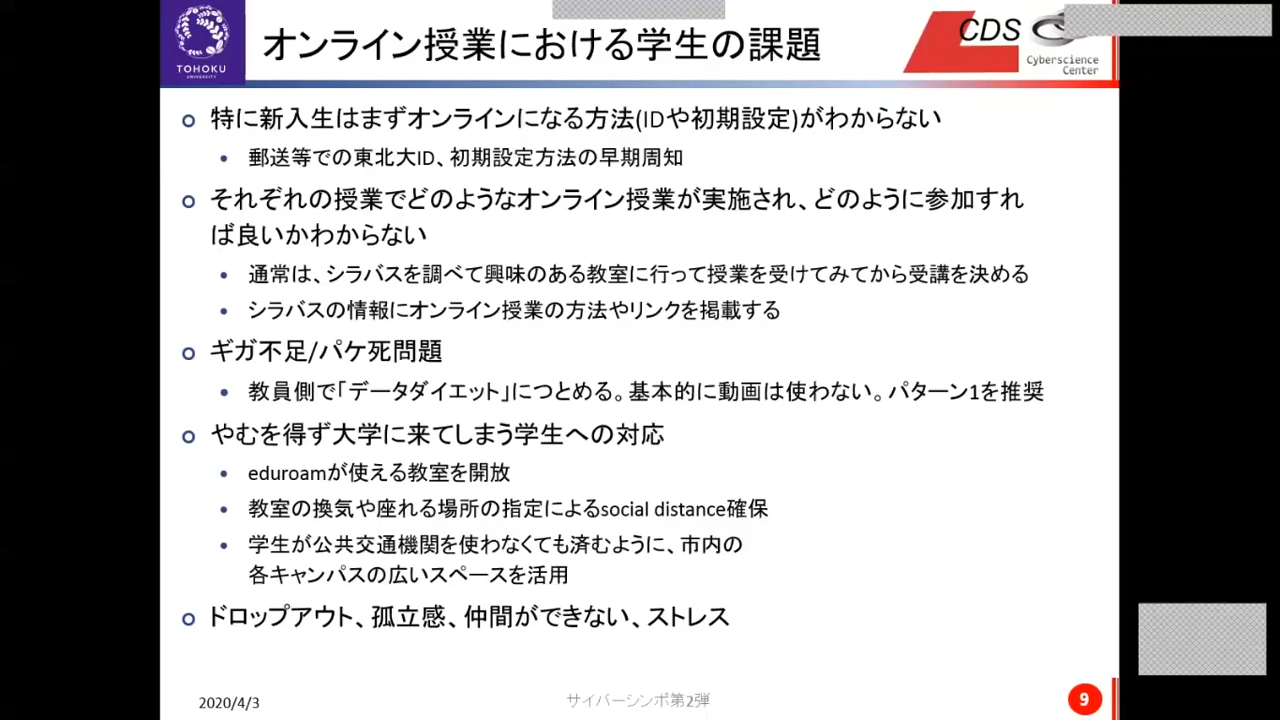 TOHOKU
UNIVERSITY
オンライン授業における学生の課題
CDS
Cyberscience
Center
特に新入生はまずオンラインになる方法(IDや初期設定)がわからない
郵送等での東北大ID、初期設定方法の早期周知
それぞれの授業でどのようなオンライン授業が実施され、どのように参加すれ
ば良いかわからない
通常は、シラバスを調べて興味のある教室に行って授業を受けてみてから受講を決める
シラバスの情報にオンライン授業の方法やリンクを掲載する
ギガ不足/パケ死問題
教員側で「データダイエット」につとめる。基本的に動画は使わない。パターン1を推奨
やむを得ず大学に来てしまう学生への対応
eduroamが使える教室を開放
教室の換気や座れる場所の指定によるsocial distance確保
学生が公共交通機関を使わなくても済むように、市内の
各キャンパスの広いスペースを活用
ドロップアウト、孤立感、仲間ができない、ストレス
2020/4/3
サイバーシンポ第2弾
9